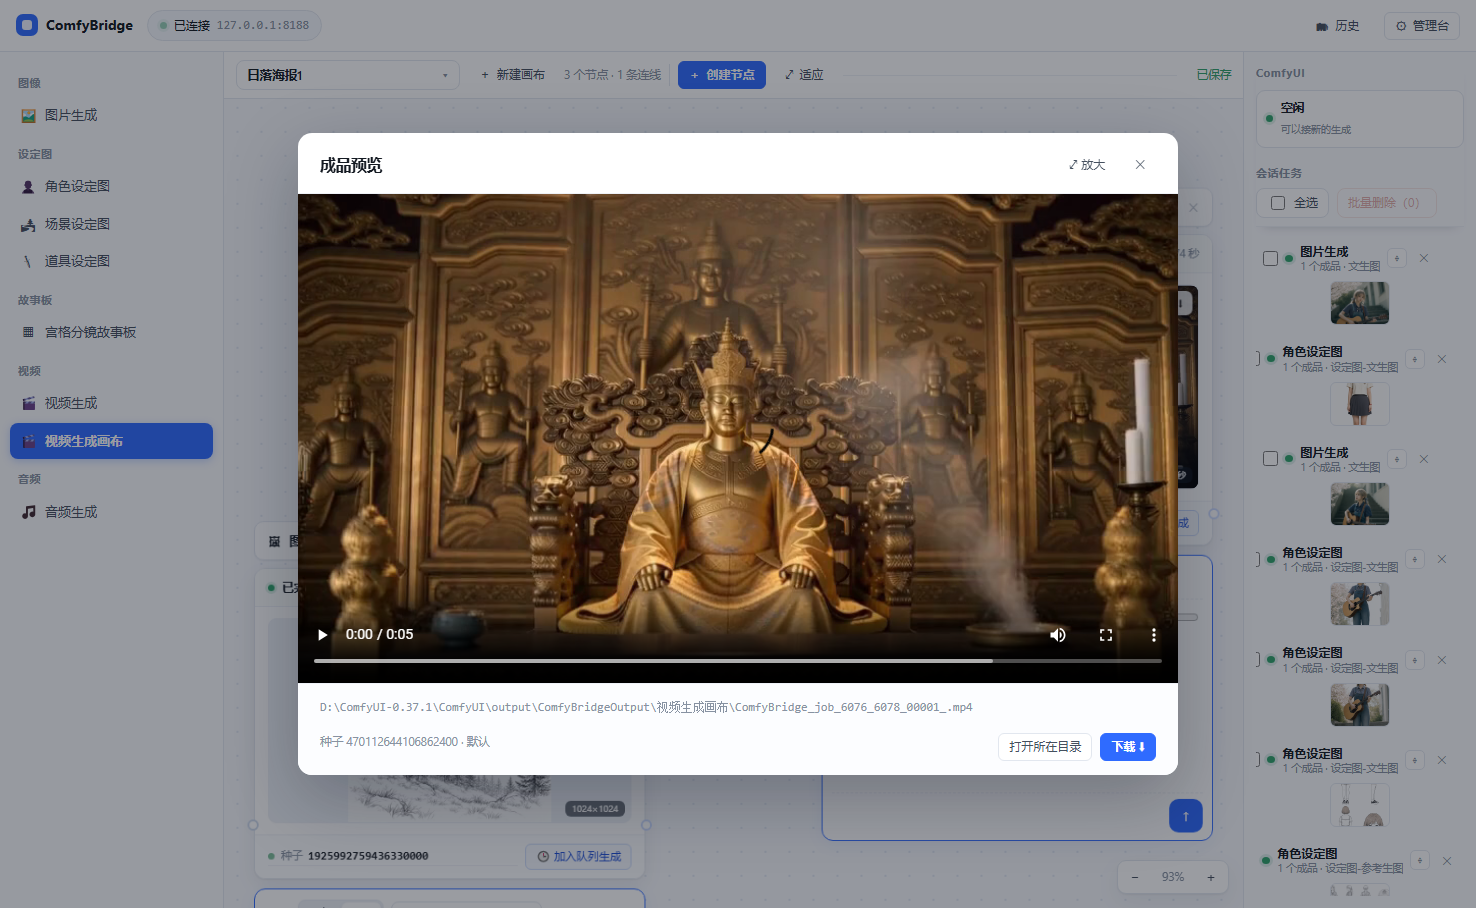 ComfyBridge
已连接 127.0.0.1:8188
历史
管理台
图像
图片生成
设定图
角色设定图
场景设定图
道具设定图
故事板
宫格分镜故事板
视频
视频生成
视频生成画布
音频
音频生成
日落海报1
+ 新建画布
3 个节点 · 1 条连线
+ 创建节点
适应
已保存
成品预览
放大
0:00 / 0:05
D:\ComfyUI-0.37.1\ComfyUI\output\ComfyBridgeOutput\视频生成画布\ComfyBridge_job_6076_6078_00001_.mp4
种子 470112644106862400 · 默认
打开所在目录
下载
1024×1024
种子 1925992759436330000
加入队列生成
− 93% +
ComfyUI
空闲
可以接新的生成
会话任务
全选
批量删除 (0)
图片生成
1 个成品 · 文生图
角色设定图
1 个成品 · 设定图-文生图
图片生成
1 个成品 · 文生图
角色设定图
1 个成品 · 设定图-文生图
角色设定图
1 个成品 · 设定图-文生图
角色设定图
1 个成品 · 设定图-文生图
角色设定图
1 个成品 · 设定图-参考生图